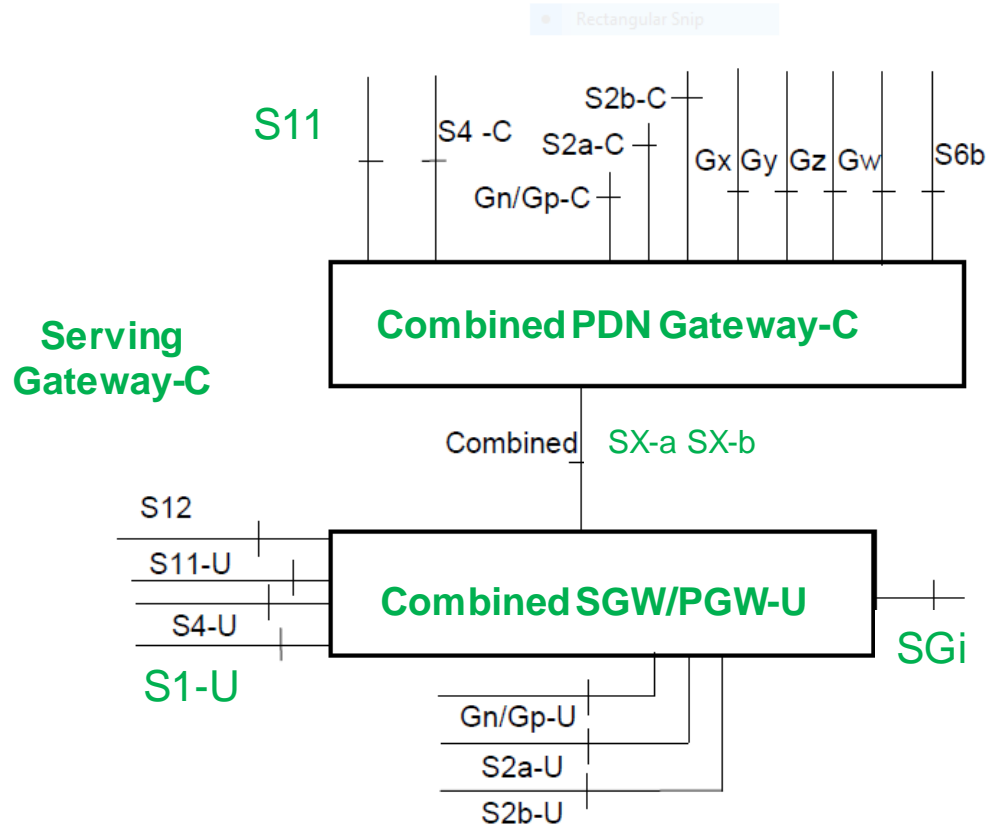 Rectangular Snip
S11
S4 -C
S2b-C
S2a-C
Gn/Gp-C
Gx Gy Gz Gw
S6b
Combined PDN Gateway-C
Serving
Gateway-C
Combined SX-a SX-b
S12
S11-U
S4-U
S1-U
Combined SGW/PGW-U
SGi
Gn/Gp-U
S2a-U
S2b-U